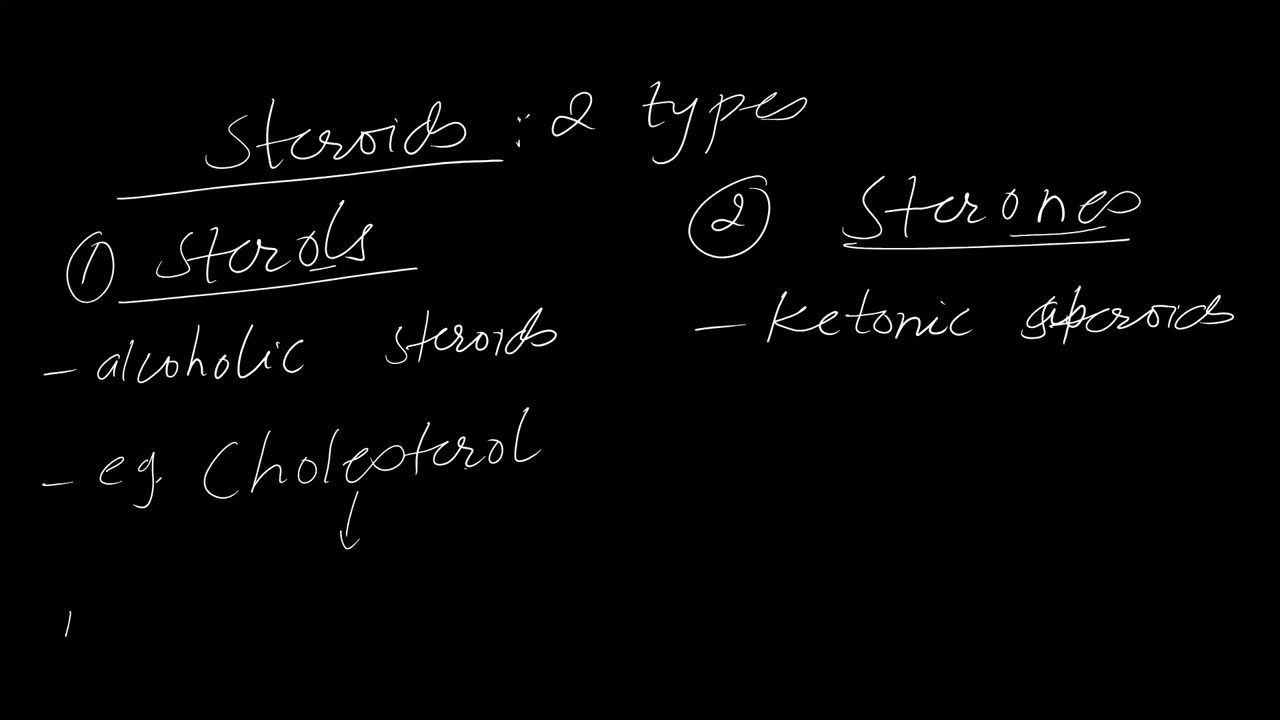 Steroids : 2 types
① Sterols
- alcoholic steroids
- eg. Cholesterol
↓
② Sterones
- Ketonic steroids